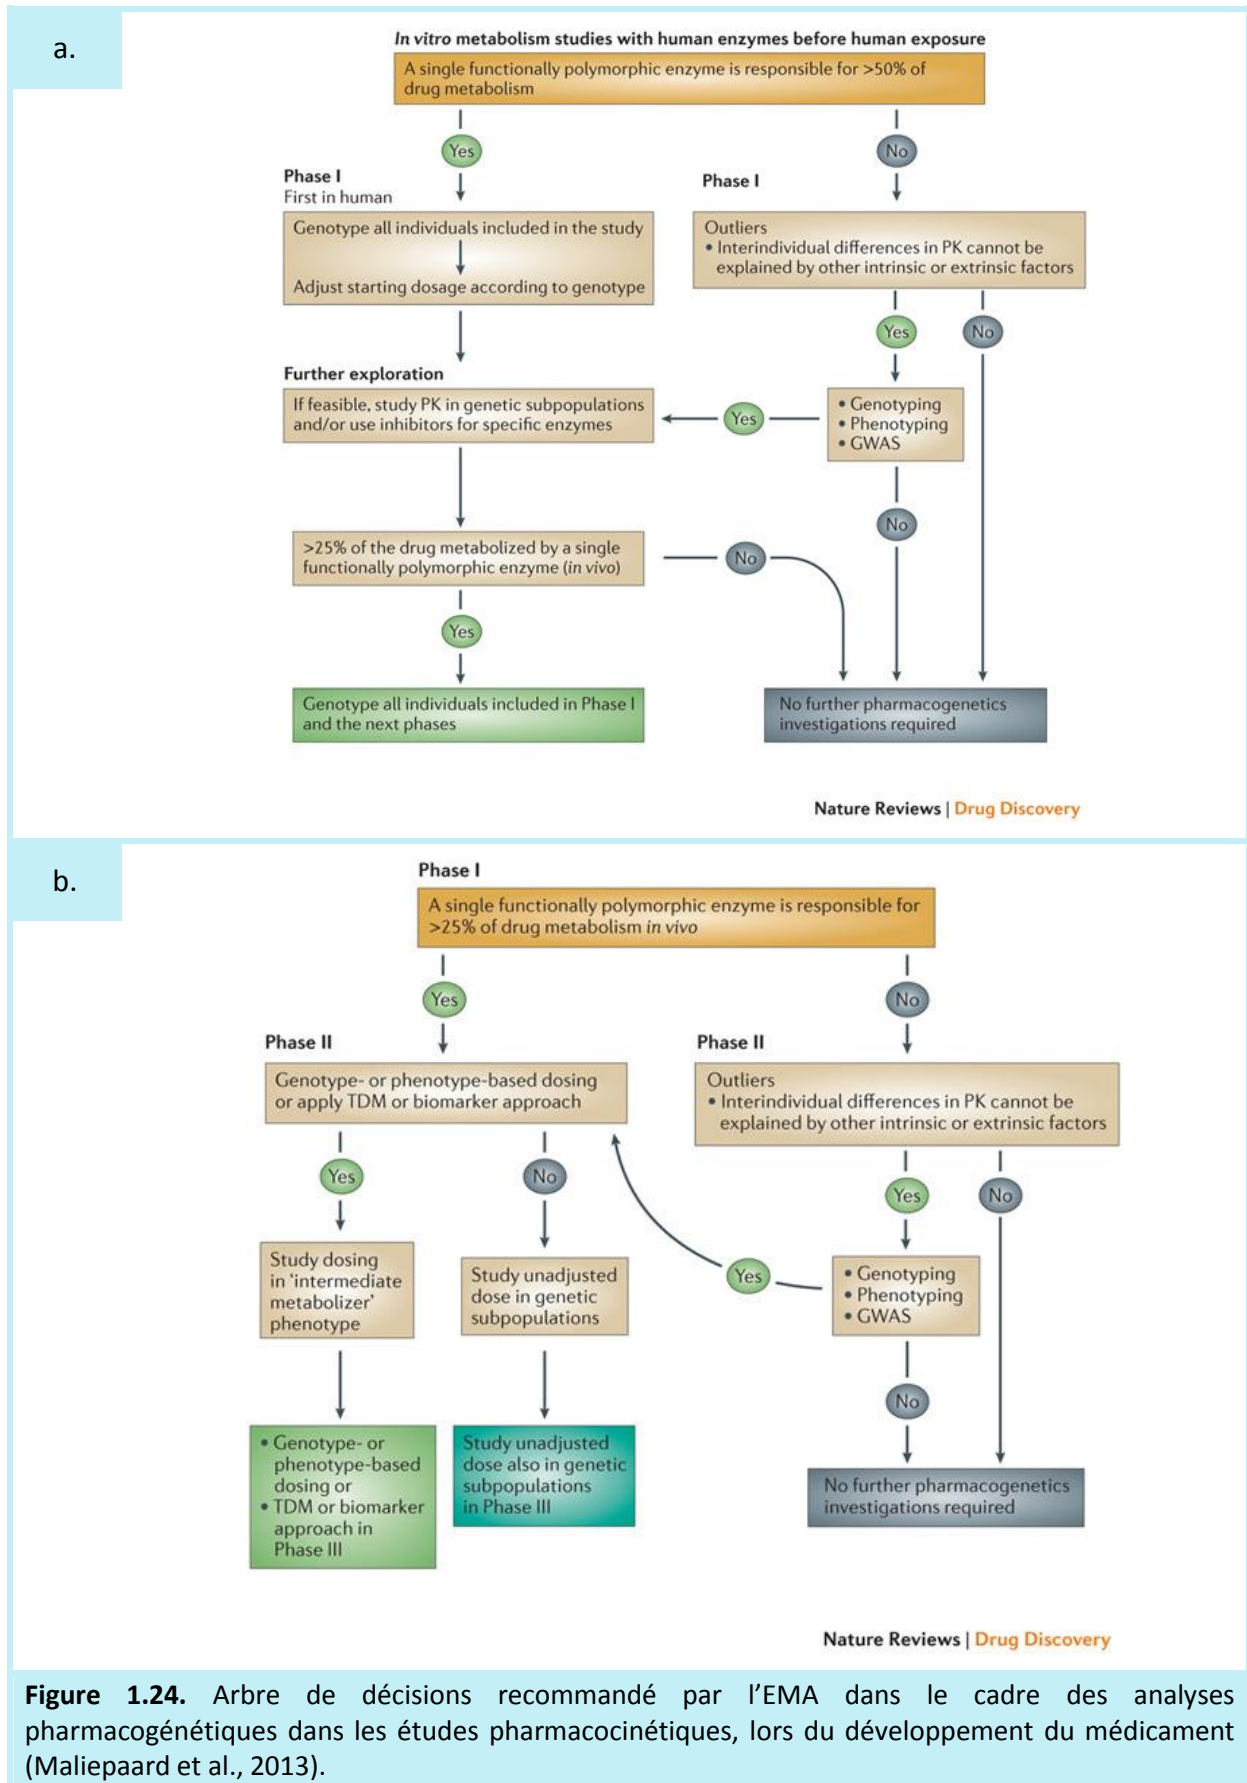 a.
In vitro metabolism studies with human enzymes before human exposure
A single functionally polymorphic enzyme is responsible for >50% of
drug metabolism
Yes
No
Phase I
First in human
Phase I
Genotype all individuals included in the study
Adjust starting dosage according to genotype
Outliers
• Interindividual differences in PK cannot be
explained by other intrinsic or extrinsic factors
Yes
No
Further exploration
If feasible, study PK in genetic subpopulations
and/or use inhibitors for specific enzymes
Yes
• Genotyping
• Phenotyping
• GWAS
No
>25% of the drug metabolized by a single
functionally polymorphic enzyme (in vivo)
No
Yes
Genotype all individuals included in Phase I
and the next phases
No further pharmacogenetics
investigations required
Nature Reviews | Drug Discovery
b.
Phase I
A single functionally polymorphic enzyme is responsible for
>25% of drug metabolism in vivo
Yes
No
Phase II
Phase II
Genotype- or phenotype-based dosing
or apply TDM or biomarker approach
Outliers
• Interindividual differences in PK cannot be
explained by other intrinsic or extrinsic factors
Yes
No
Yes
No
Study dosing
in 'intermediate
metabolizer'
phenotype
Study unadjusted
dose in genetic
subpopulations
Yes
• Genotyping
• Phenotyping
• GWAS
No
• Genotype- or
phenotype-based
dosing or
• TDM or biomarker
approach in
Phase III
Study unadjusted
dose also in genetic
subpopulations
in Phase III
No further pharmacogenetics
investigations required
Nature Reviews | Drug Discovery
Figure 1.24. Arbre de décisions recommandé par l'EMA dans le cadre des analyses
pharmacogénétiques dans les études pharmacocinétiques, lors du développement du médicament
(Maliepaard et al., 2013).